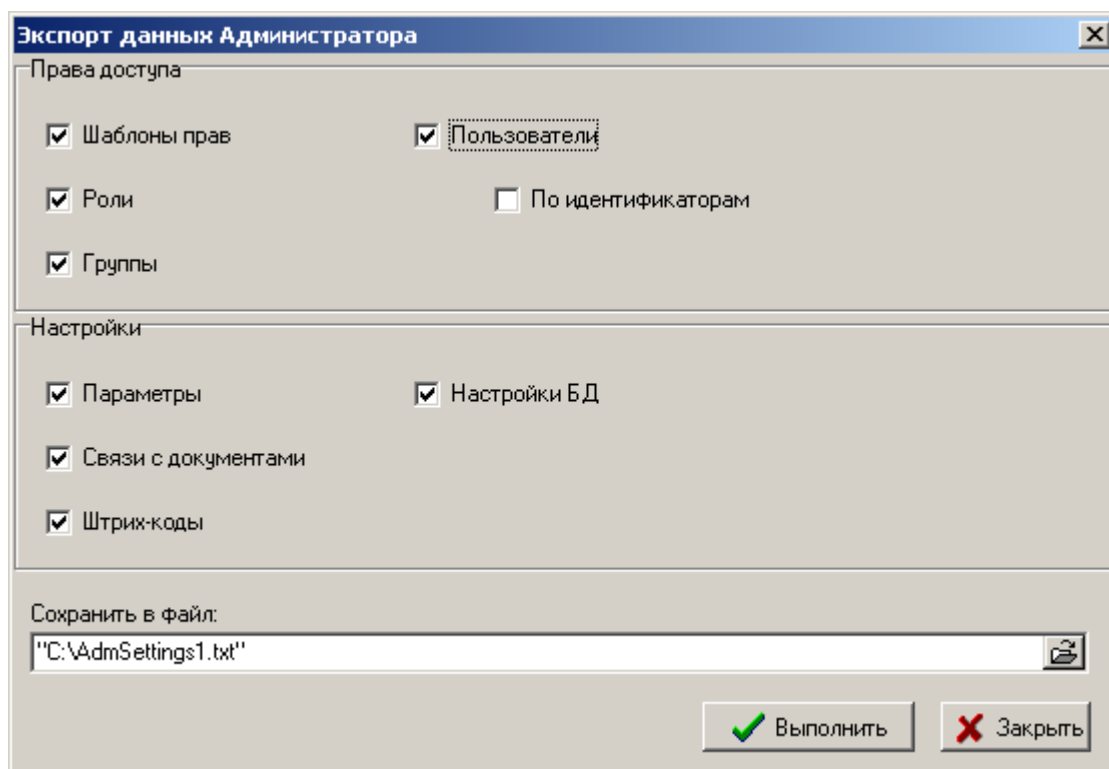 Экспорт данных Администратора
Права доступа
Шаблоны прав Пользователи
Роли По идентификаторам
Группы
Настройки
Параметры Настройки БД
Связи с документами
Штрих-коды
Сохранить в файл:
"C:\AdmSettings1.txt"
Выполнить Закрыть